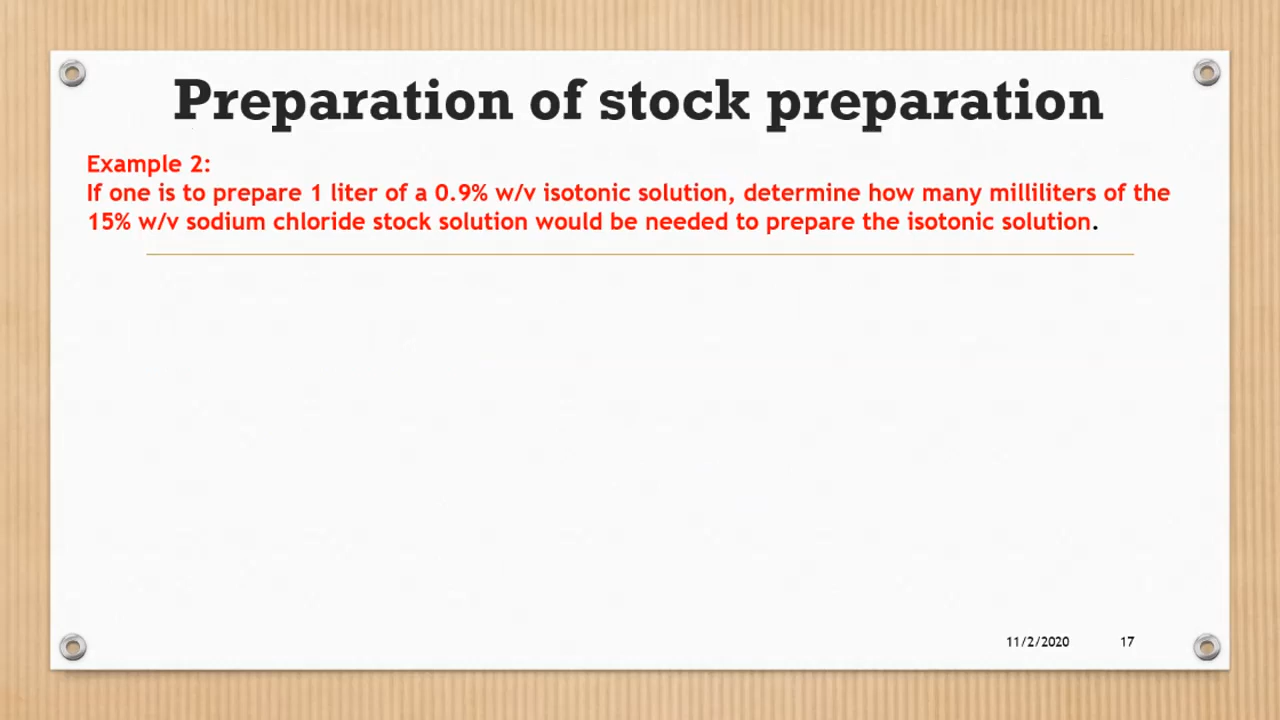 Preparation of stock preparation
Example 2:
If one is to prepare 1 liter of a 0.9% w/v isotonic solution, determine how many milliliters of the
15% w/v sodium chloride stock solution would be needed to prepare the isotonic solution.
11/2/2020 17